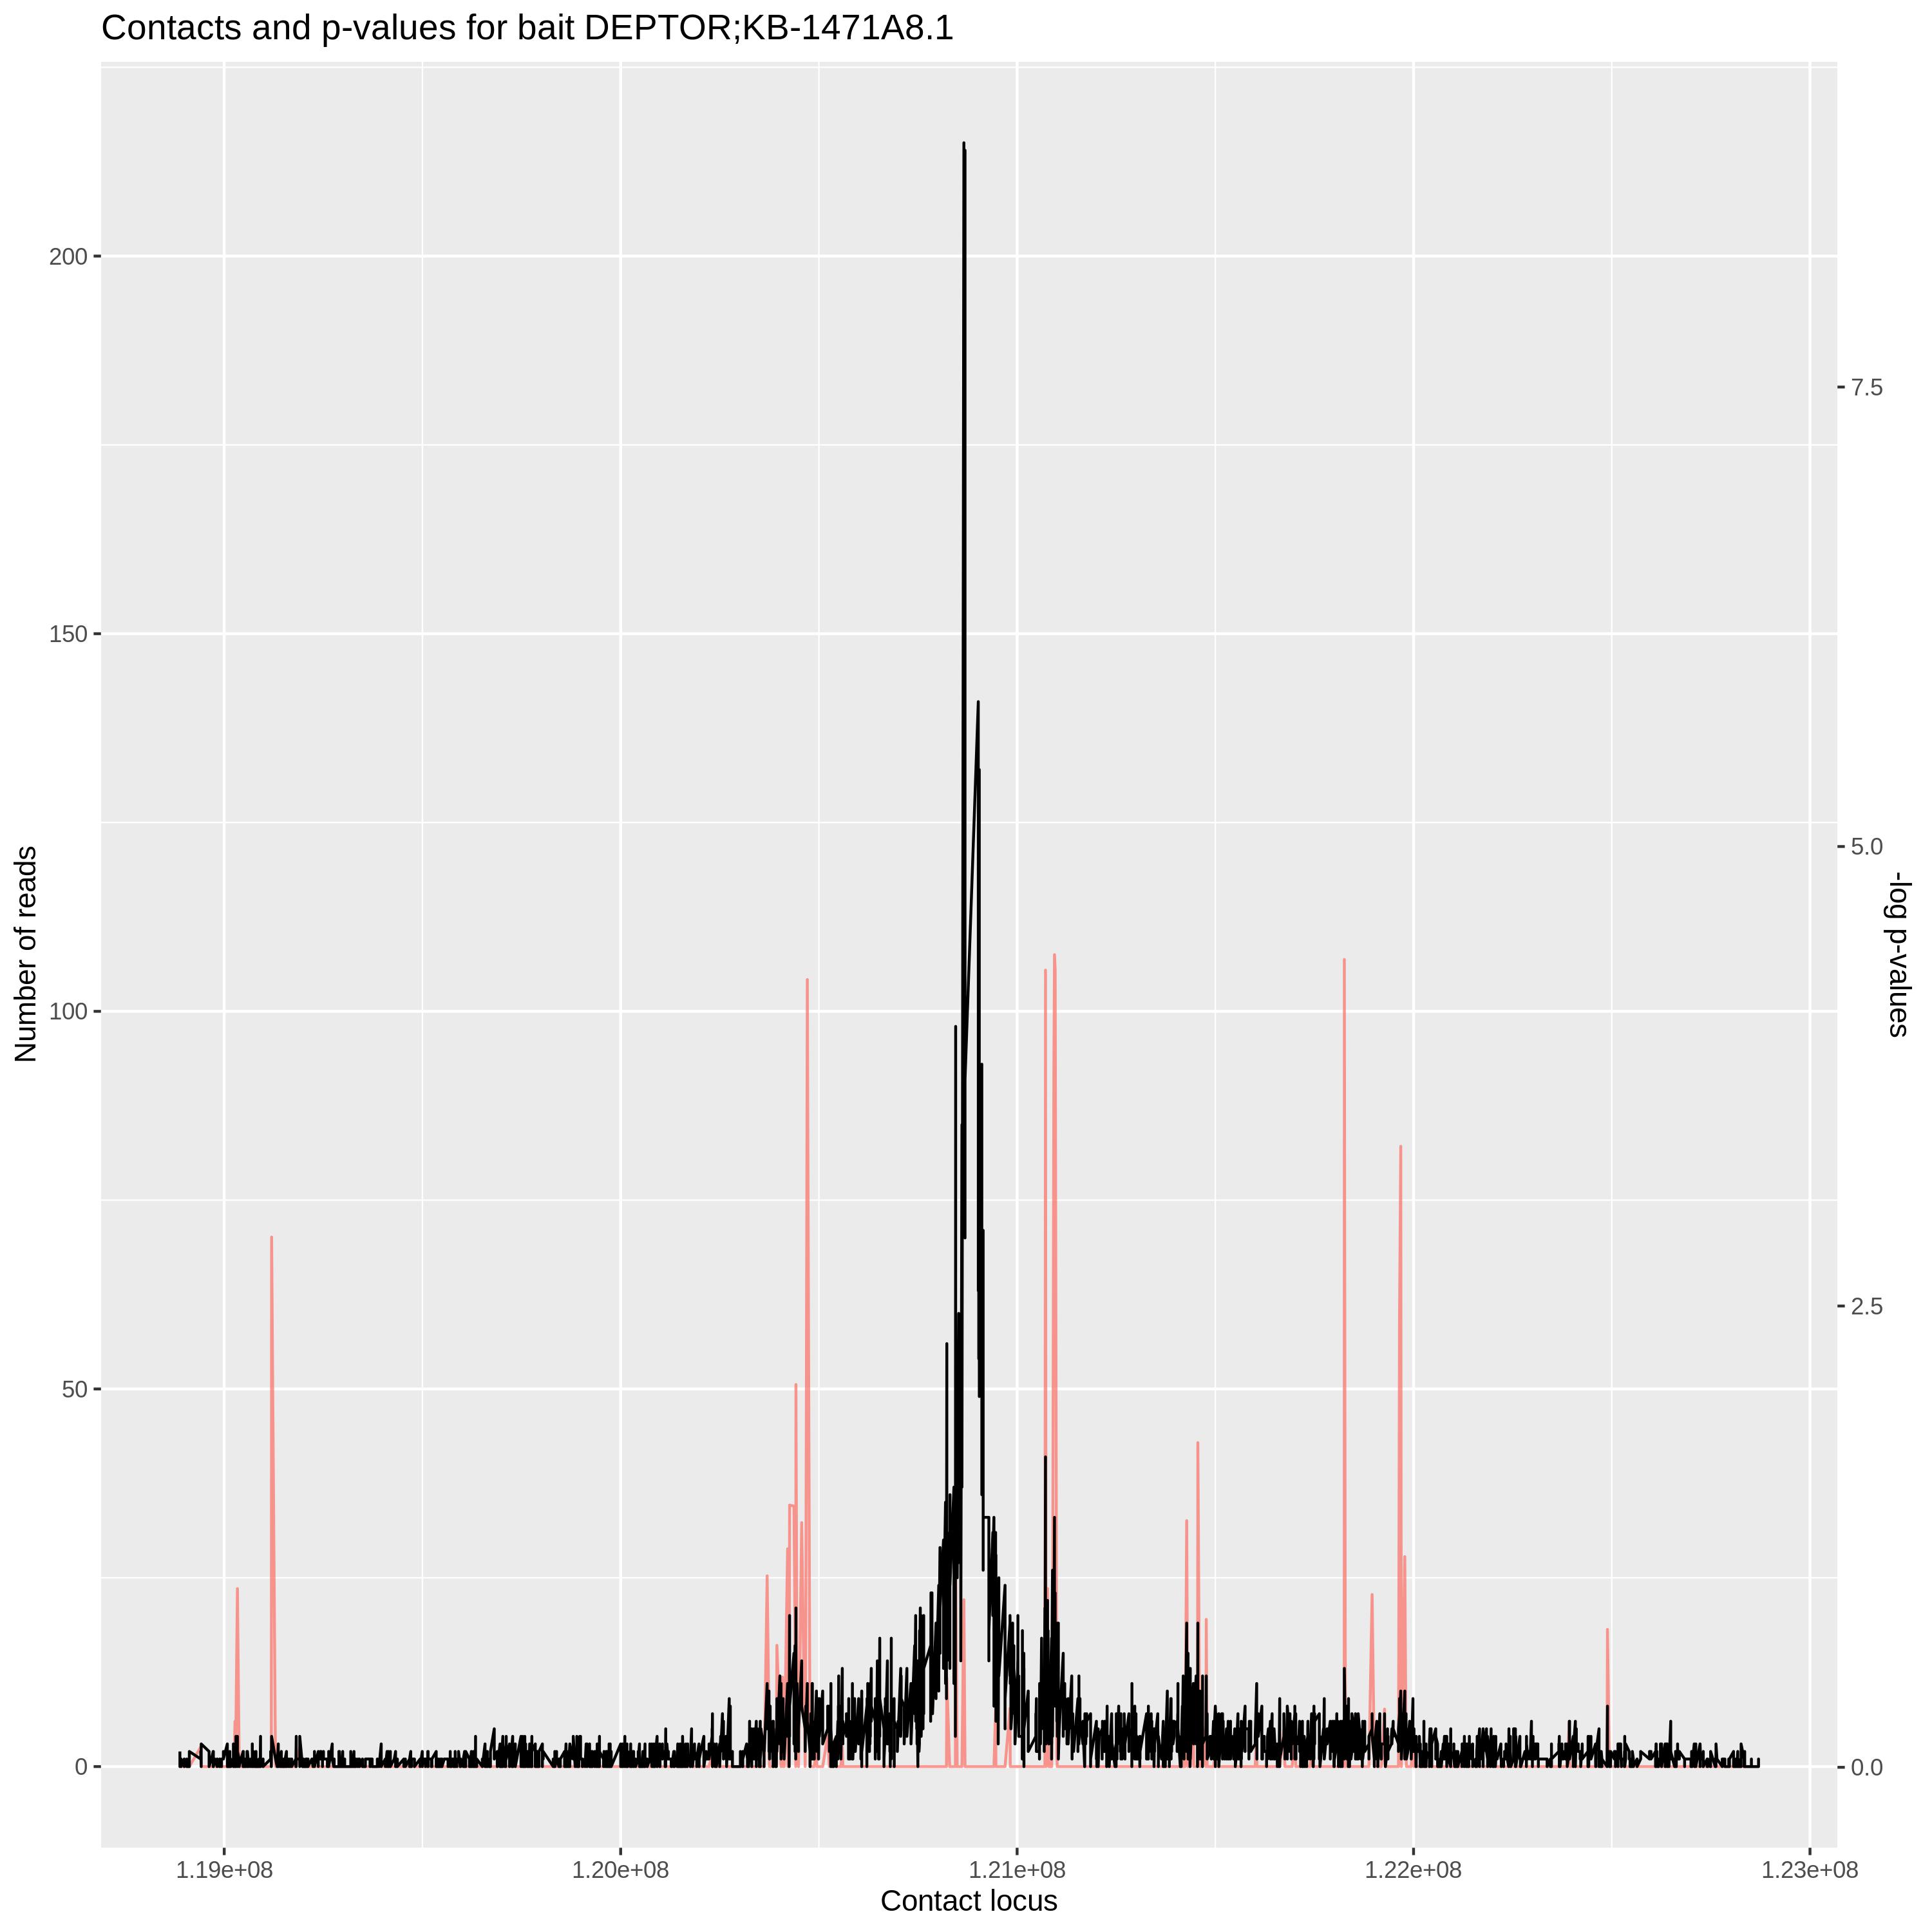 Contacts and p-values for bait DEPTOR;KB-1471A8.1
200
150
100
50
0
Number of reads
7.5
5.0
2.5
0.0
-log p-values
1.19e+08 1.20e+08 1.21e+08 1.22e+08 1.23e+08
Contact locus